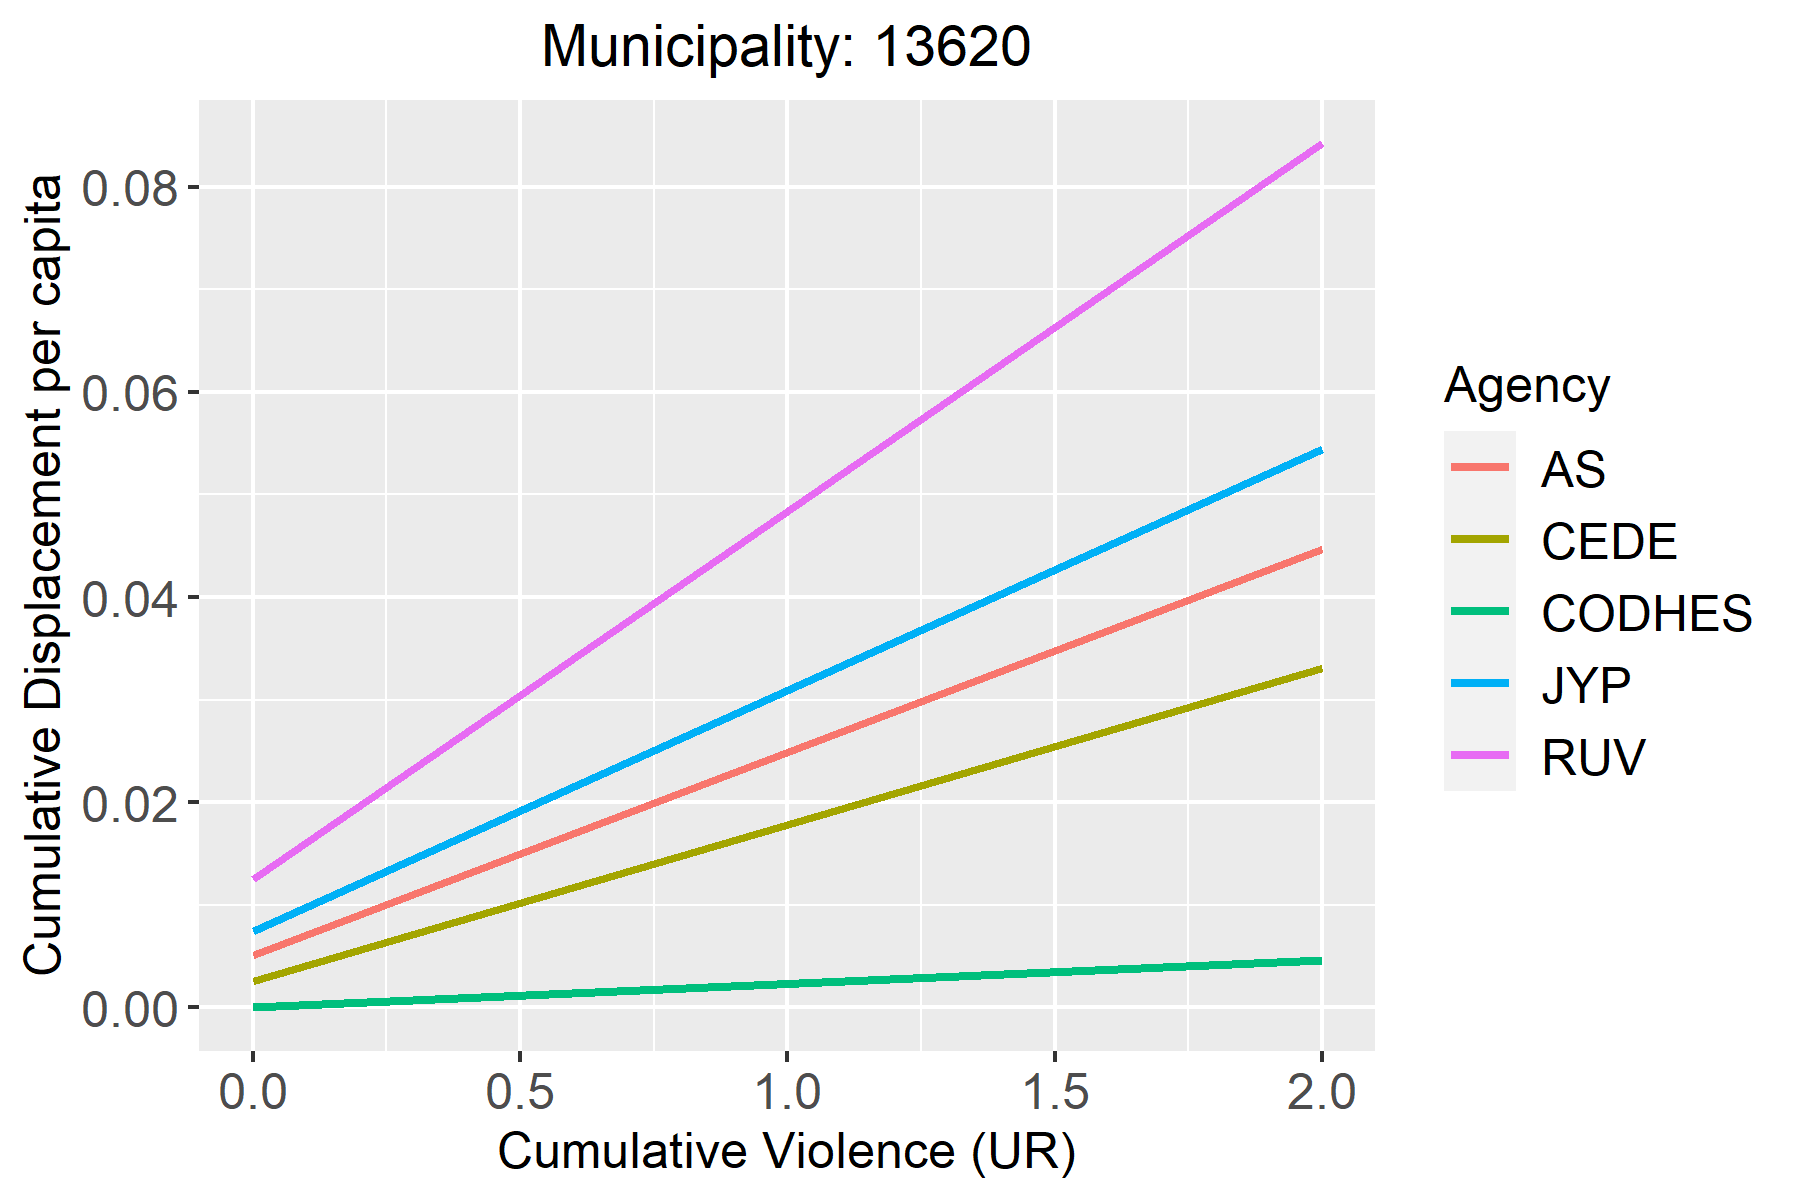 Municipality: 13620
Cumulative Displacement per capita
0.08
0.06
0.04
0.02
0.00
0.0 0.5 1.0 1.5 2.0
Cumulative Violence (UR)
Agency
AS
CEDE
CODHES
JYP
RUV